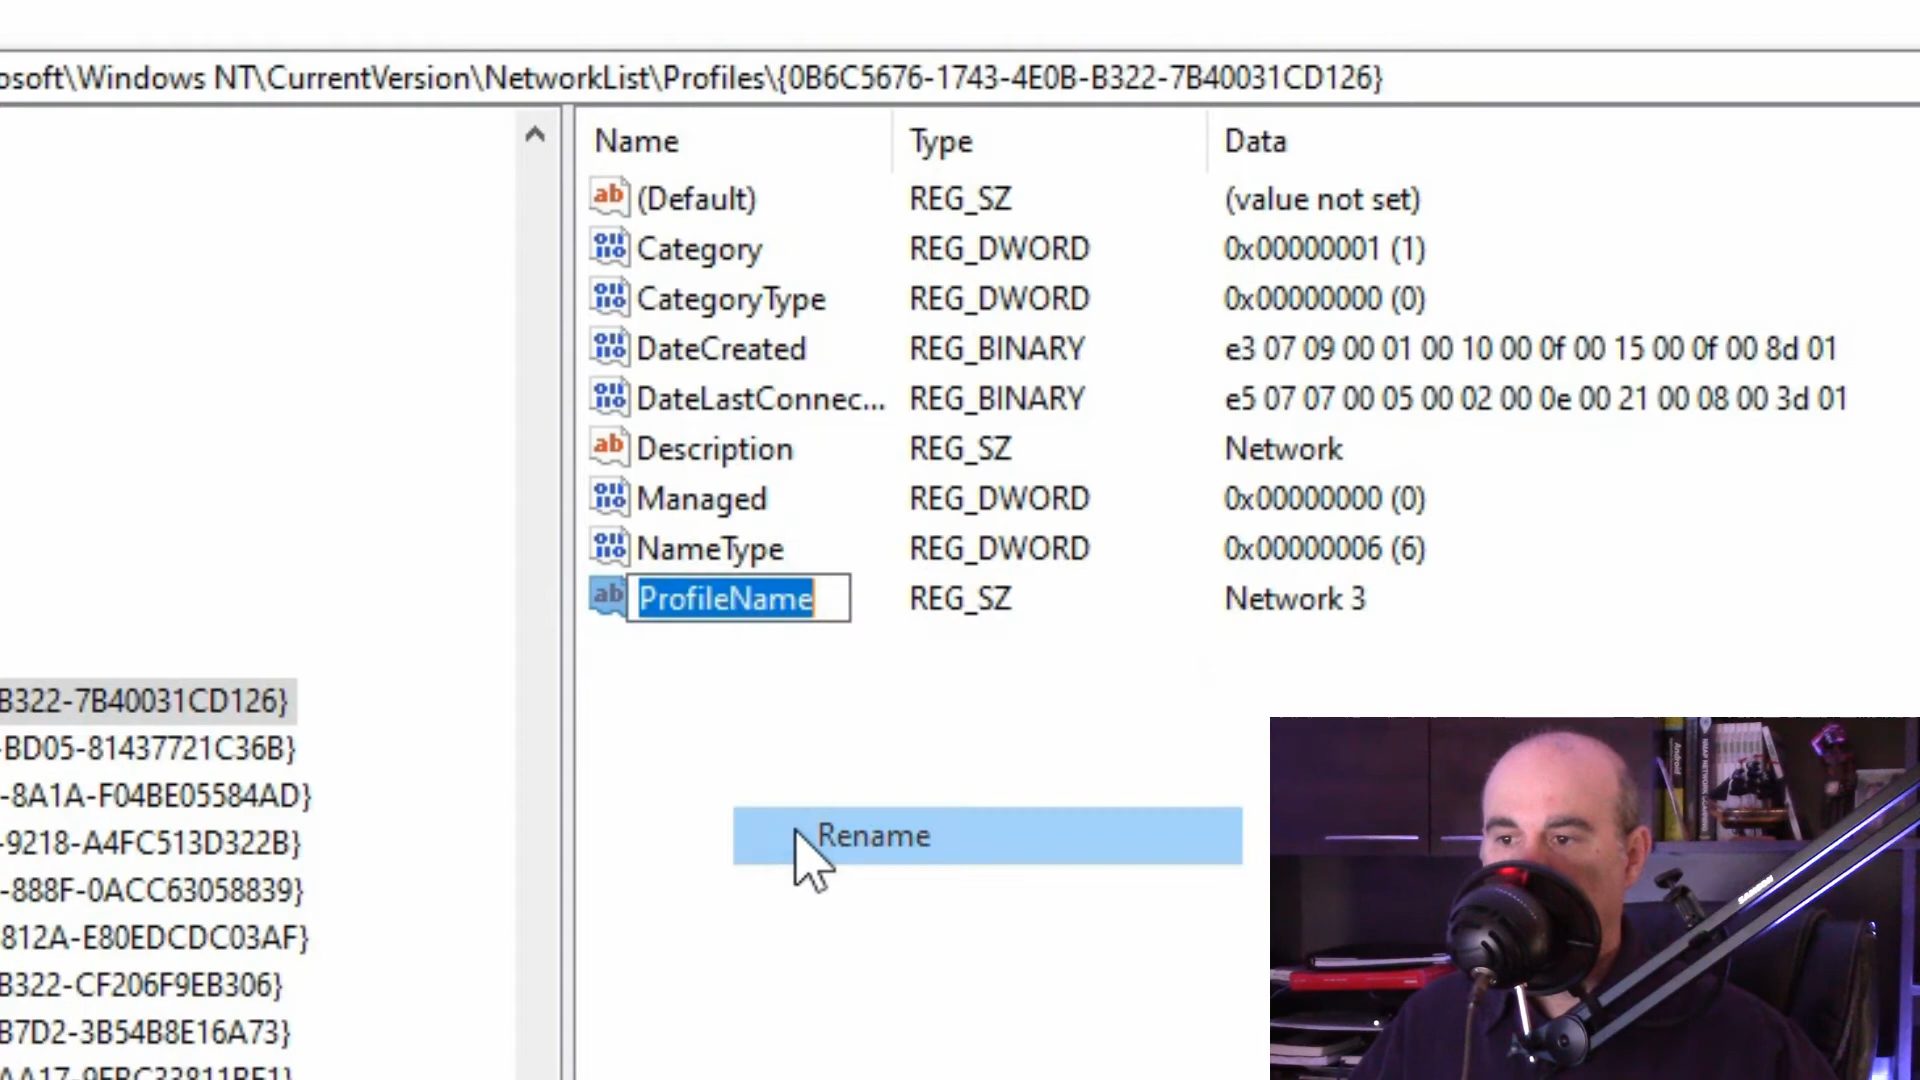 osoft\Windows NT\CurrentVersion\NetworkList\Profiles\{0B6C5676-1743-4E0B-B322-7B40031CD126}
Name Type Data
(Default) REG_SZ (value not set)
Category REG_DWORD 0x00000001 (1)
CategoryType REG_DWORD 0x00000000 (0)
DateCreated REG_BINARY e3 07 09 00 01 00 10 00 0f 00 15 00 0f 00 8d 01
DateLastConnec... REG_BINARY e5 07 07 00 05 00 02 00 0e 00 21 00 08 00 3d 01
Description REG_SZ Network
Managed REG_DWORD 0x00000000 (0)
NameType REG_DWORD 0x00000006 (6)
ProfileName REG_SZ Network 3
Rename
B322-7B40031CD126}
-BD05-81437721C36B}
-8A1A-F04BE05584AD}
-9218-A4FC513D322B}
-888F-0ACC63058839}
812A-E80EDCDC03AF}
B322-CF206F9EB306}
B7D2-3B54B8E16A73}
SAMSON
Android